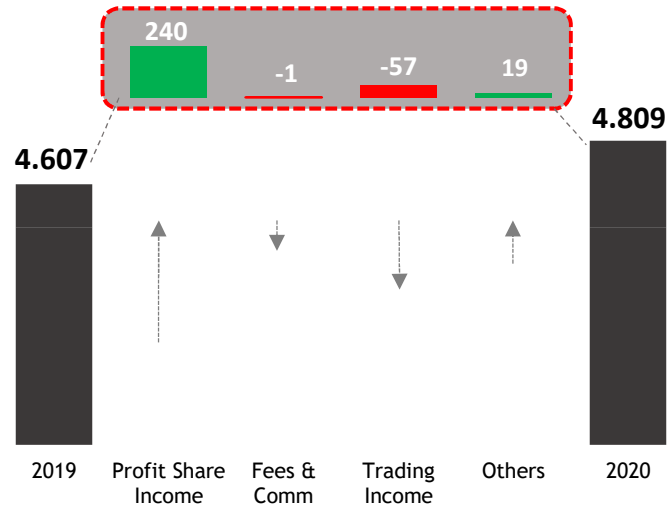 240
-1
-57
19
4.607
4.809
2019
Profit Share
Income
Fees &
Comm
Trading
Income
Others
2020